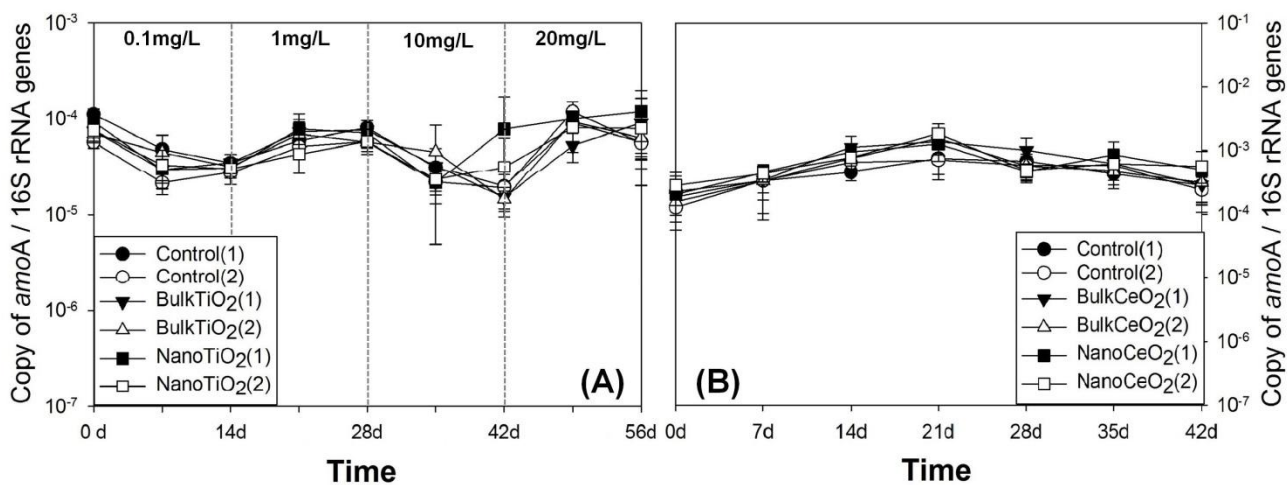 Copy of amoA / 16S rRNA genes
10⁻³
10⁻⁴
10⁻⁵
10⁻⁶
10⁻⁷
0.1mg/L
1mg/L
10mg/L
20mg/L
Control(1)
Control(2)
BulkTiO₂(1)
BulkTiO₂(2)
NanoTiO₂(1)
NanoTiO₂(2)
(A)
0 d
14d
28d
42d
56d
Time
(B)
Control(1)
Control(2)
BulkCeO₂(1)
BulkCeO₂(2)
NanoCeO₂(1)
NanoCeO₂(2)
0d
7d
14d
21d
28d
35d
42d
Time
10⁻¹
10⁻²
10⁻³
10⁻⁴
10⁻⁵
10⁻⁶
10⁻⁷
Copy of amoA / 16S rRNA genes